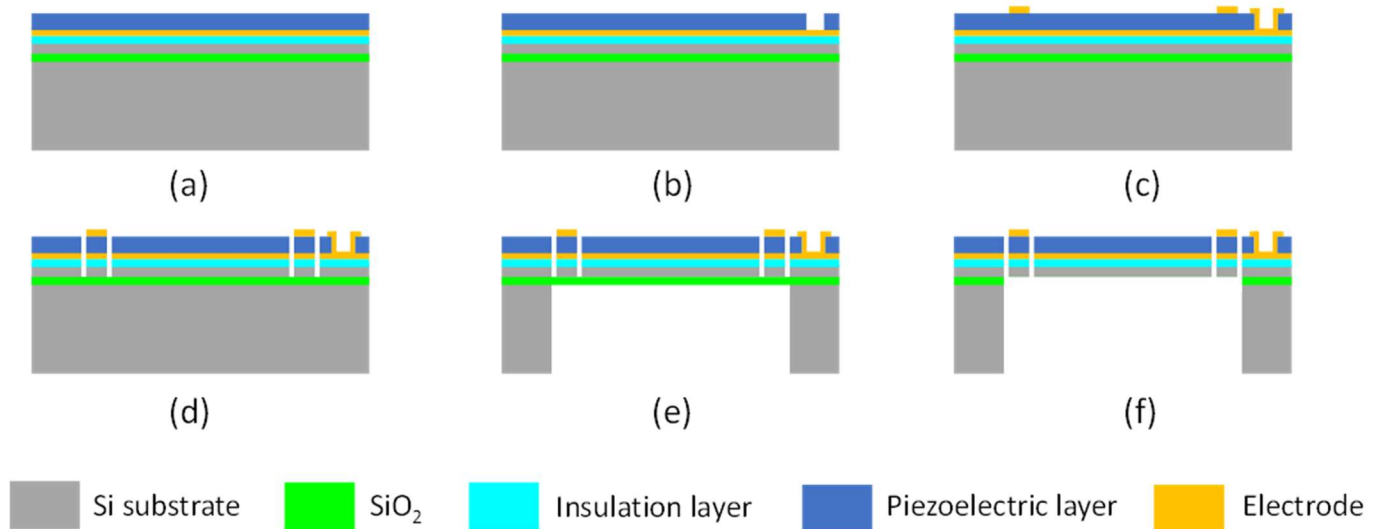 (a) (b) (c)
(d) (e) (f)
Si substrate SiO₂ Insulation layer Piezoelectric layer Electrode